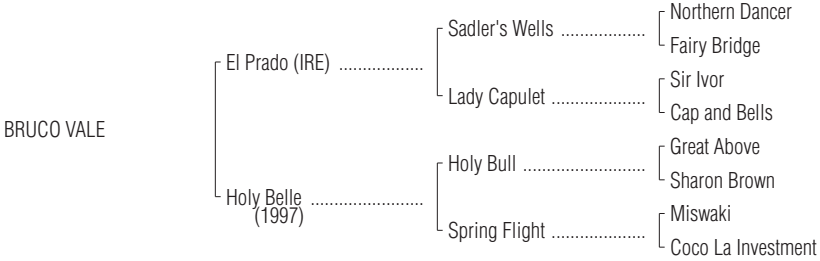 Northern Dancer
Sadler's Wells ..................
Fairy Bridge
El Prado (IRE) ..................
Sir Ivor
Lady Capulet ....................
Cap and Bells
BRUCO VALE
Great Above
Holy Bull ..........................
Sharon Brown
Holy Belle ........................
(1997)
Miswaki
Spring Flight ....................
Coco La Investment